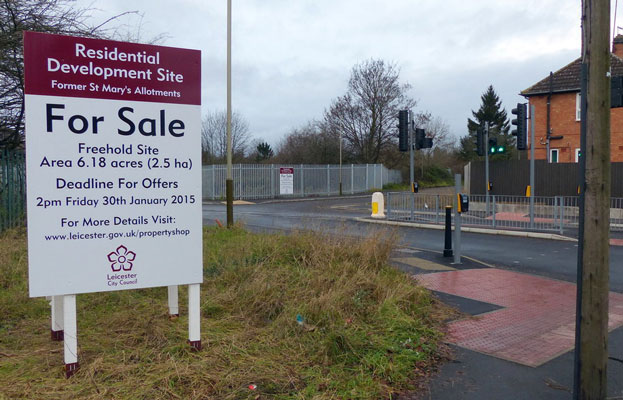 Residential
Development Site
Former St Mary's Allotments
For Sale
Freehold Site
Area 6.18 acres (2.5 ha)
Deadline For Offers
2pm Friday 30th January 2015
For More Details Visit:
www.leicester.gov.uk/propertyshop
Leicester
City Council